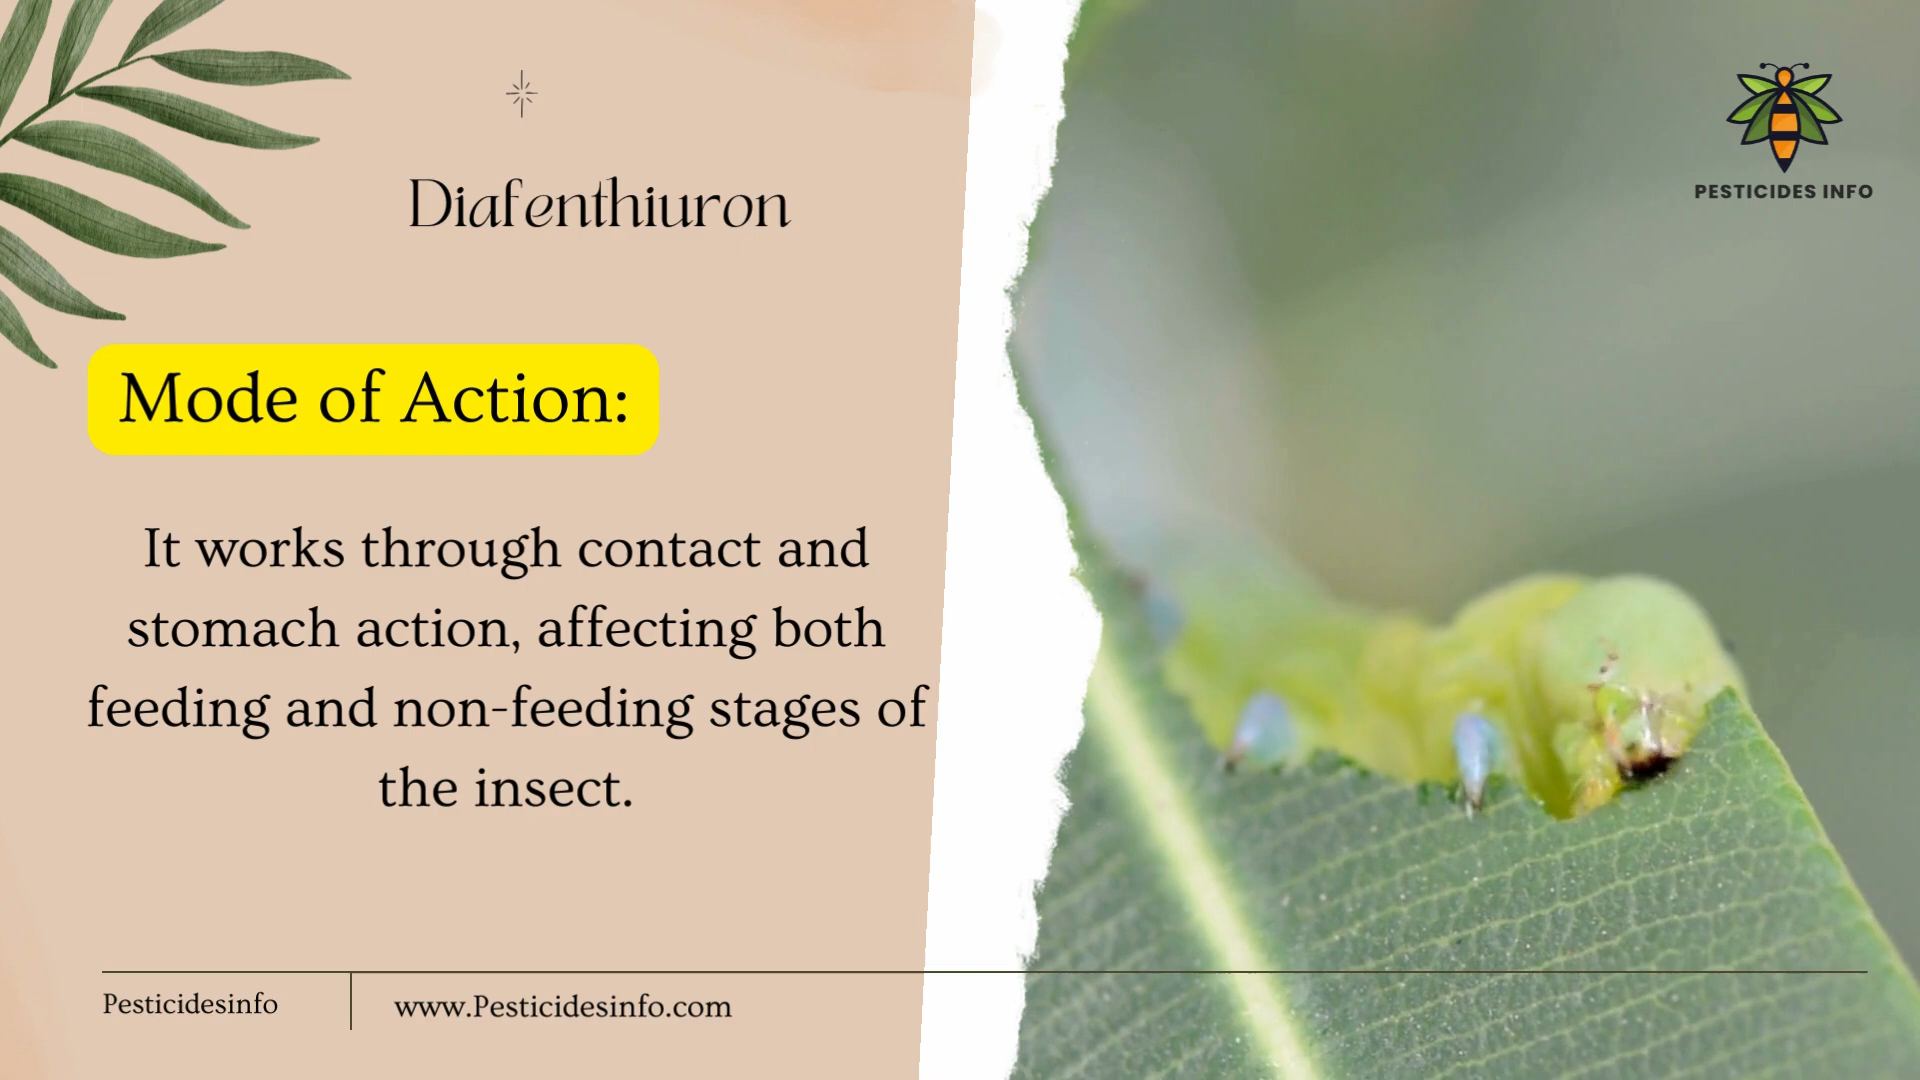 Diafenthiuron
PESTICIDES INFO
Mode of Action:
It works through contact and
stomach action, affecting both
feeding and non-feeding stages of
the insect.
Pesticidesinfo
www.Pesticidesinfo.com